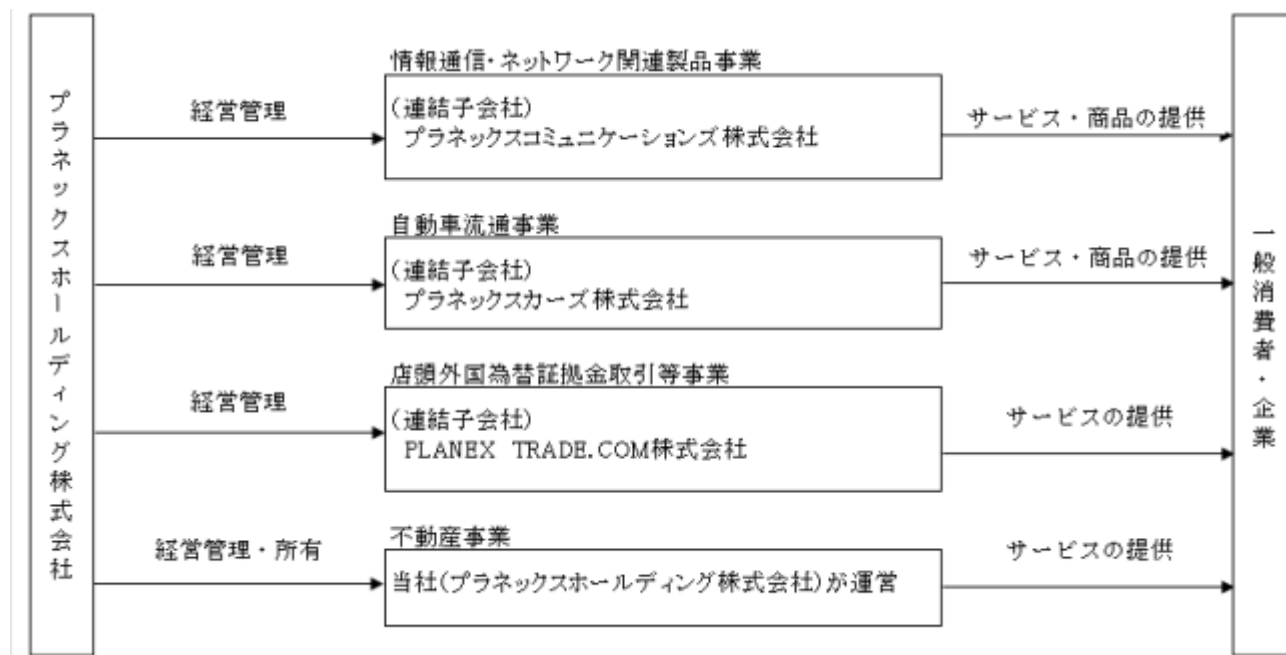 プラネックスホールディング株式会社
経営管理
情報通信・ネットワーク関連製品事業
(連結子会社)
プラネックスコミュニケーションズ株式会社
サービス・商品の提供
経営管理
自動車流通事業
(連結子会社)
プラネックスカーズ株式会社
サービス・商品の提供
経営管理
店頭外国為替証拠金取引等事業
(連結子会社)
PLANEX TRADE.COM株式会社
サービスの提供
経営管理・所有
不動産事業
当社(プラネックスホールディング株式会社)が運営
サービスの提供
一般消費者・企業